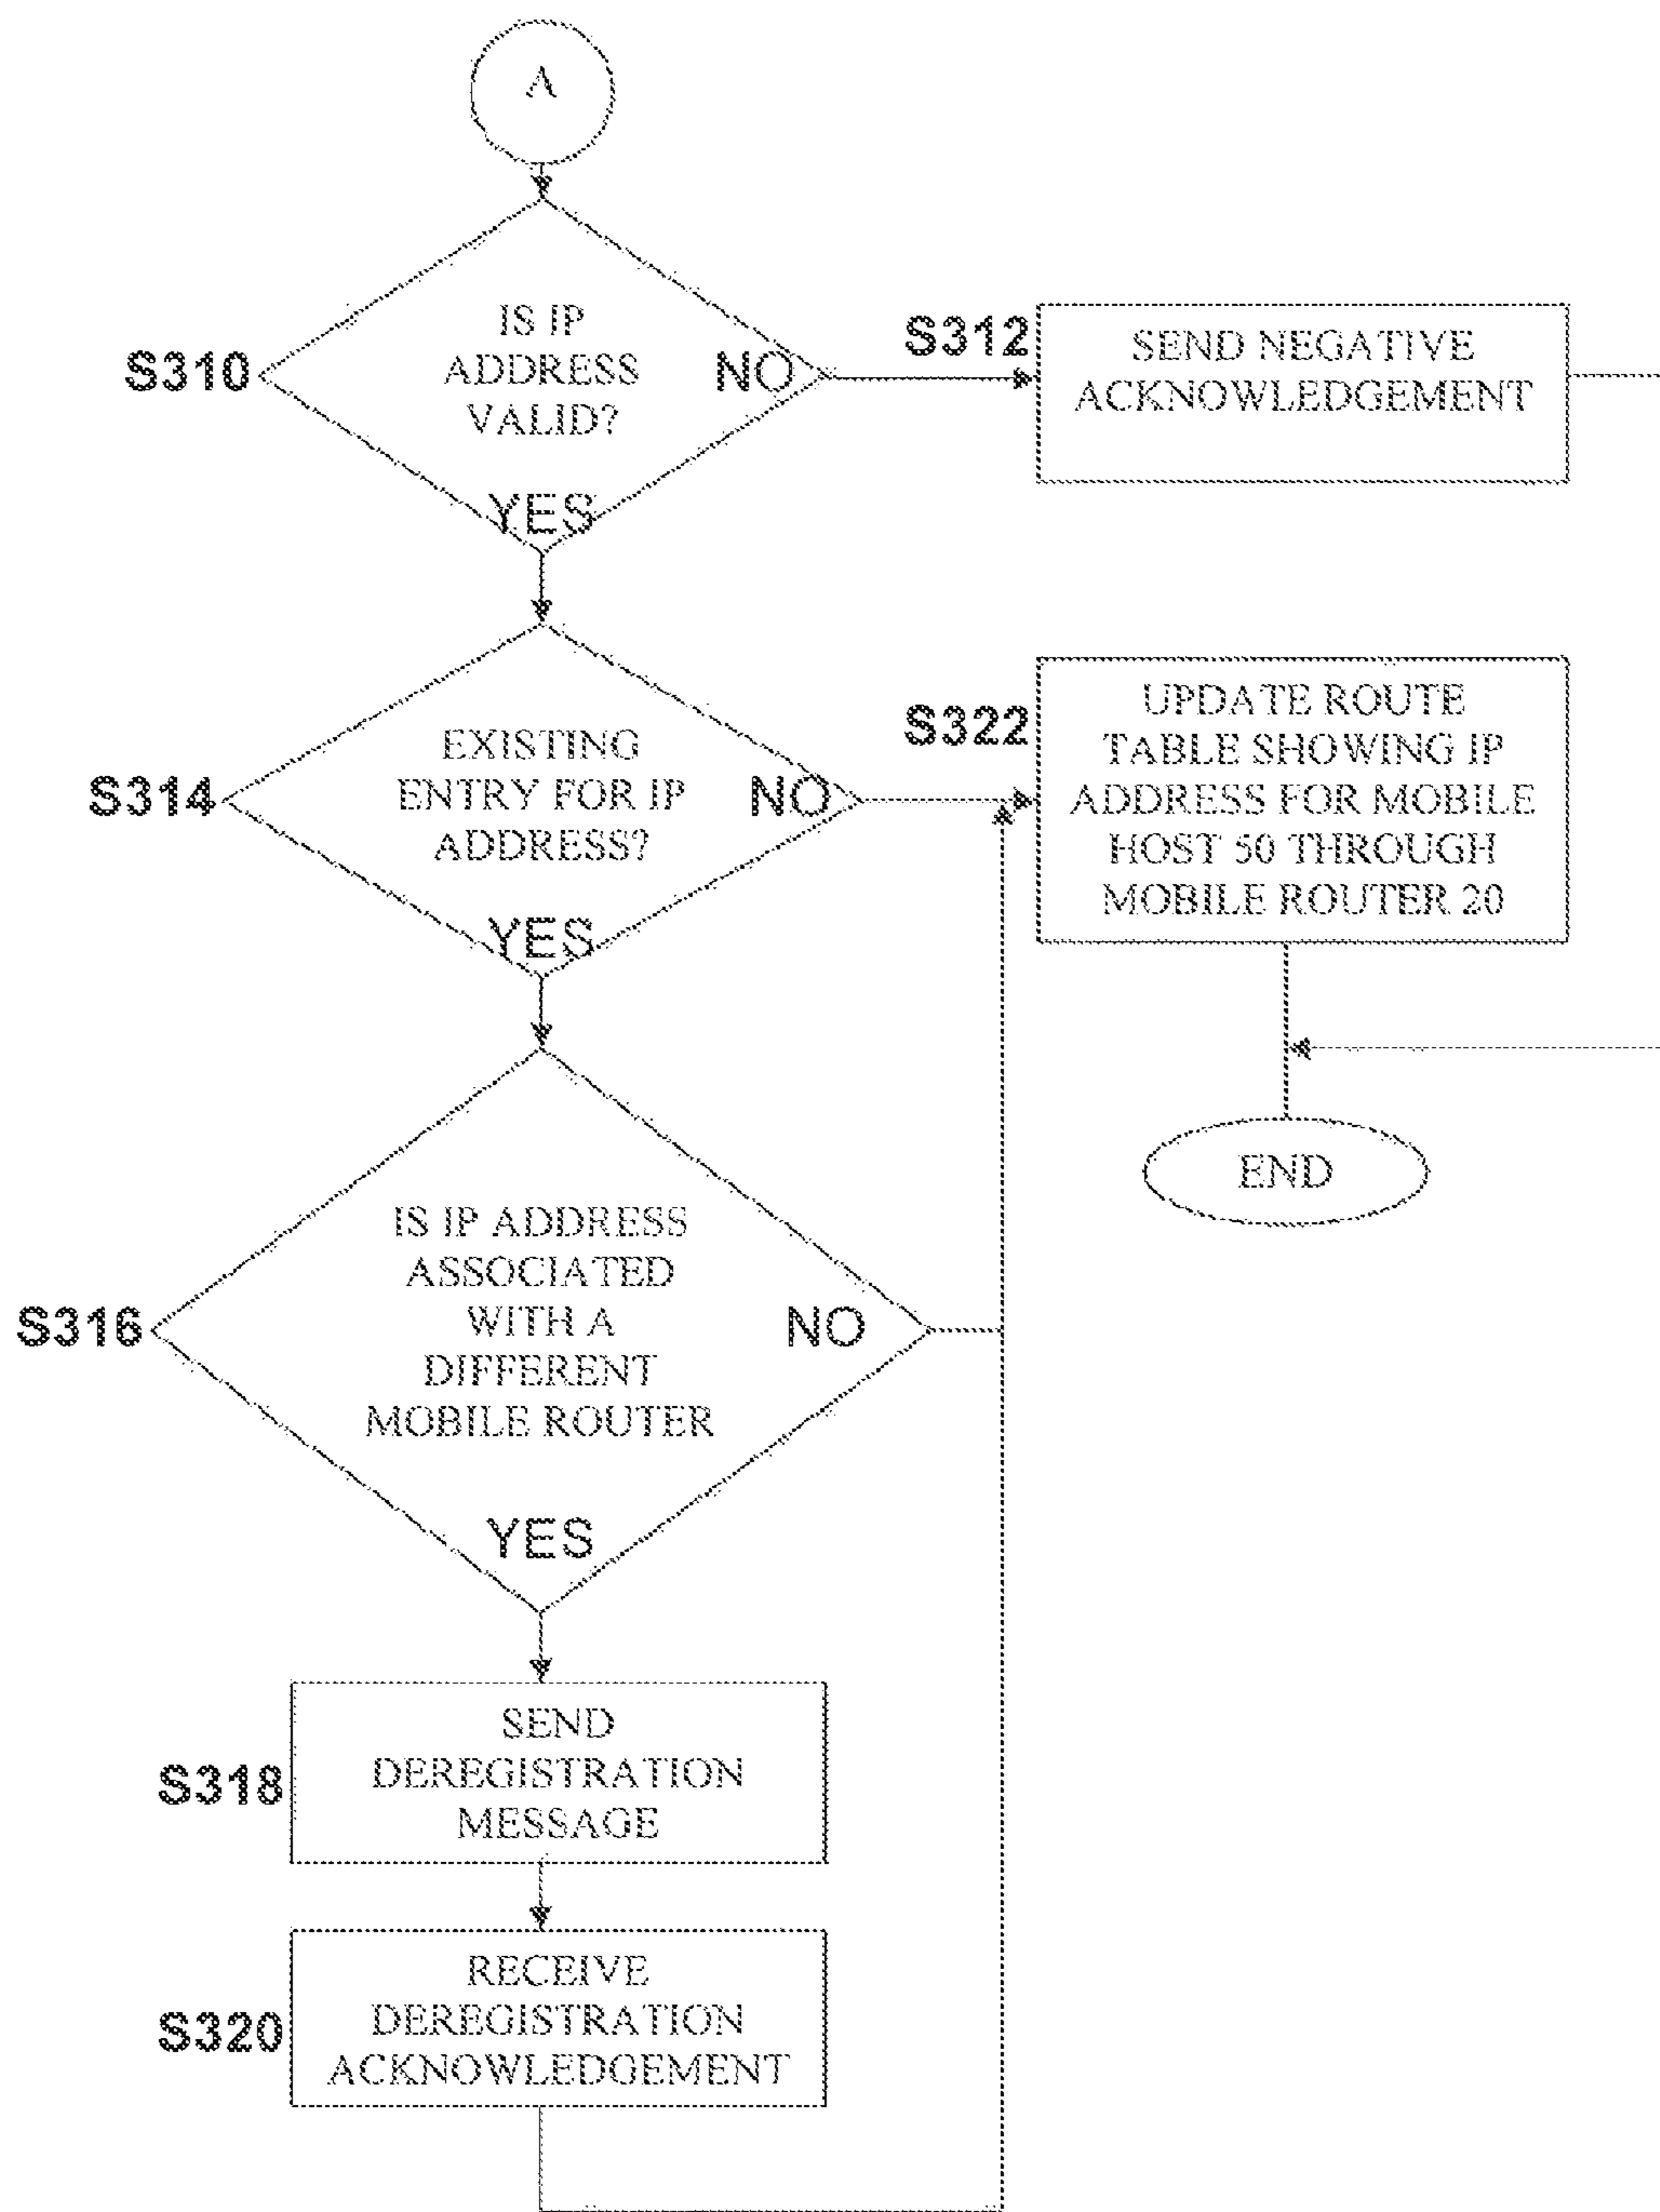 A
IS IP
ADDRESS
VALID?
S310
NO
YES
S312
SEND NEGATIVE
ACKNOWLEDGEMENT
EXISTING
ENTRY FOR IP
ADDRESS?
S314
NO
YES
S322
UPDATE ROUTE
TABLE SHOWING IP
ADDRESS FOR MOBILE
HOST 50 THROUGH
MOBILE ROUTER 20
END
IS IP ADDRESS
ASSOCIATED
WITH A
DIFFERENT
MOBILE ROUTER
S316
NO
YES
S318
SEND
DEREGISTRATION
MESSAGE
S320
RECEIVE
DEREGISTRATION
ACKNOWLEDGEMENT